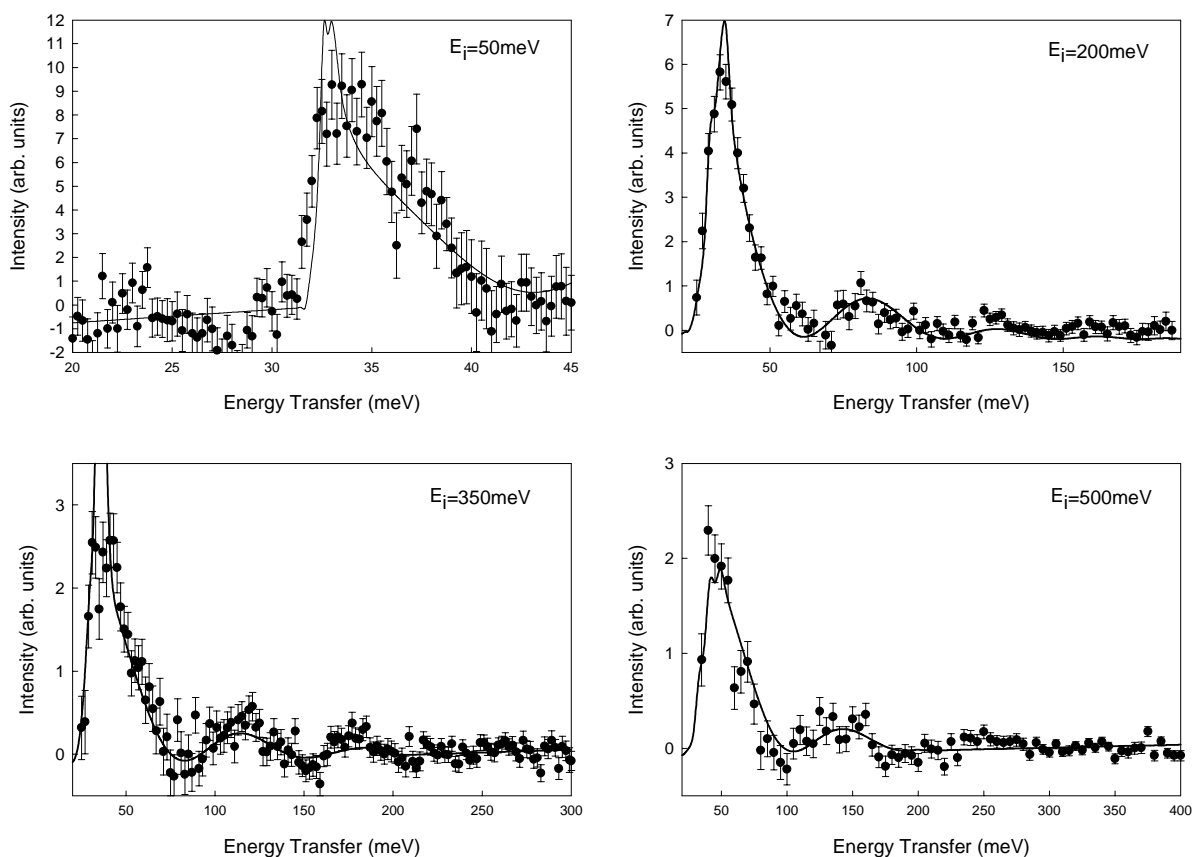 12
11
10
9
8
7
6
5
4
3
2
1
0
-1
-2
Intensity (arb. units)
Ei=50meV
20 25 30 35 40 45
Energy Transfer (meV)
7
6
5
4
3
2
1
0
Intensity (arb. units)
Ei=200meV
50 100 150
Energy Transfer (meV)
3
2
1
0
Intensity (arb. units)
Ei=350meV
50 100 150 200 250 300
Energy Transfer (meV)
3
2
1
0
Intensity (arb. units)
Ei=500meV
50 100 150 200 250 300 350 400
Energy Transfer (meV)